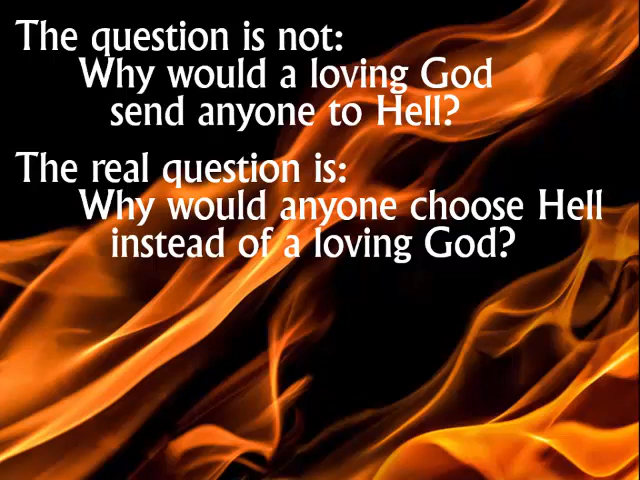 The question is not:
Why would a loving God
send anyone to Hell?
The real question is:
Why would anyone choose Hell
instead of a loving God?